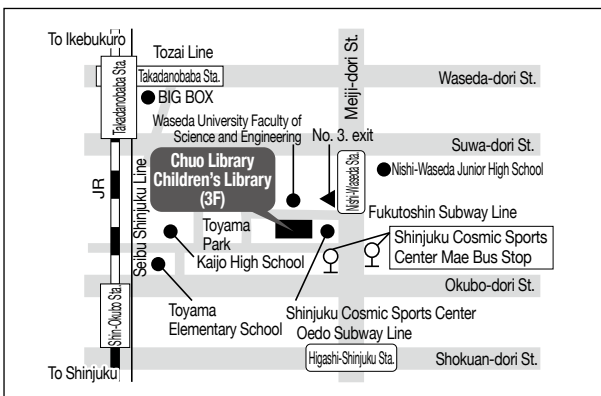 To Ikebukuro
Tozai Line
Takadanobaba Sta.
Takadanobaba Sta.
BIG BOX
Meiji-dori St.
Waseda-dori St.
Waseda University Faculty of
Science and Engineering
No. 3. exit
Suwa-dori St.
Chuo Library
Children's Library
(3F)
Nishi-Waseda Sta.
Nishi-Waseda Junior High School
JR
Seibu Shinjuku Line
Toyama
Park
Kaijo High School
Fukutoshin Subway Line
Shinjuku Cosmic Sports
Center Mae Bus Stop
Okubo-dori St.
Shin-Okubo Sta.
Toyama
Elementary School
Shinjuku Cosmic Sports Center
Oedo Subway Line
Higashi-Shinjuku Sta.
Shokuan-dori St.
To Shinjuku